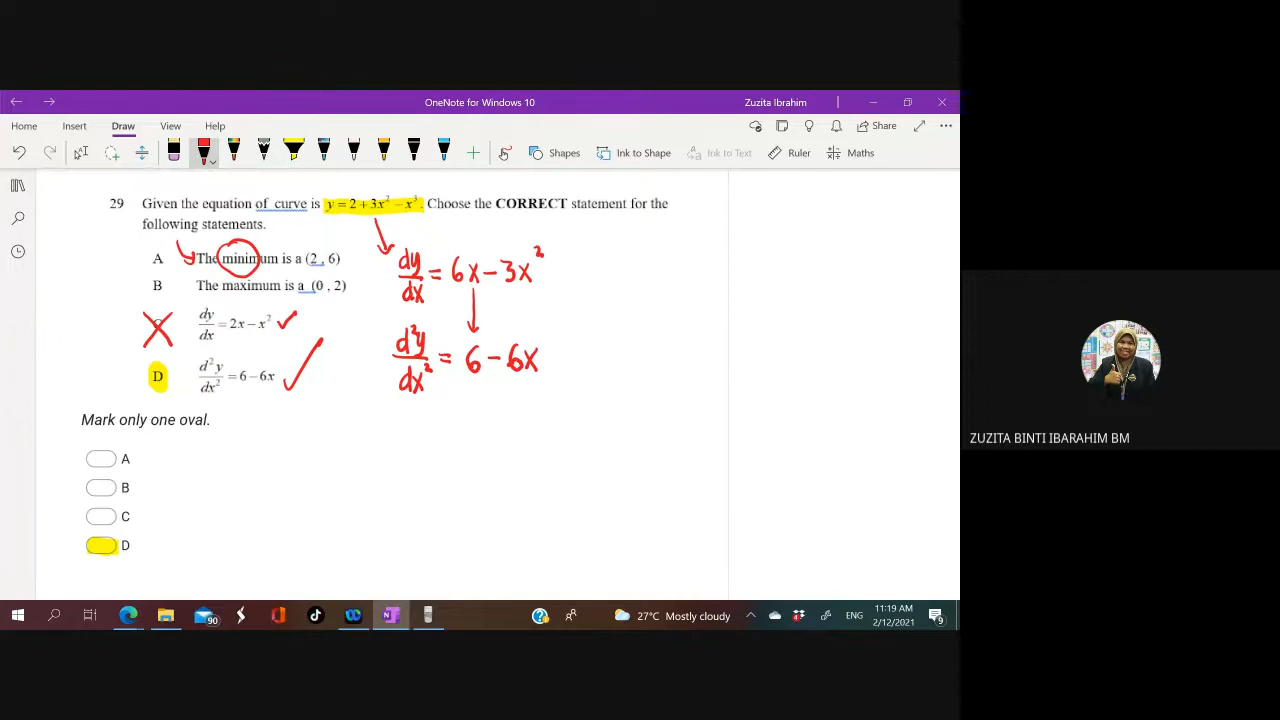 OneNote for Windows 10
Zuzita Ibrahim
Home Insert Draw View Help
Share
Shapes
Ink to Shape
Ink to Text
Ruler
Maths
29 Given the equation of curve is y = 2 + 3x² − x³. Choose the CORRECT statement for the
following statements.
A The minimum is a (2 , 6)
B The maximum is a (0 , 2)
dy/dx = 2x − x²
D d²y/dx² = 6 − 6x
dy/dx = 6x − 3x²
d²y/dx² = 6 − 6x
Mark only one oval.
A
B
C
D
ZUZITA BINTI IBARAHIM BM
90
27°C Mostly cloudy
4
ENG
11:19 AM
2/12/2021
9